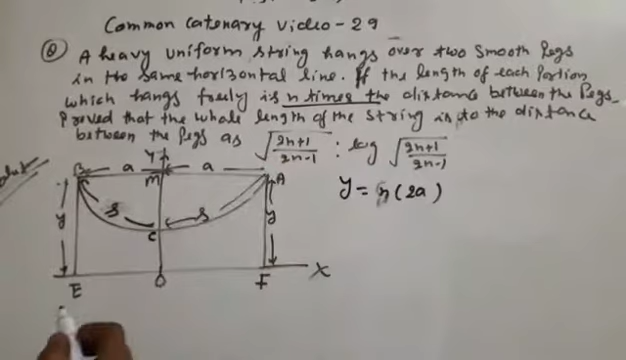 Common Catenary Video - 29
Q A heavy uniform string hangs over two smooth Pegs
in the same horizontal line. If the length of each Portion
which hangs freely is n times the distance between the Pegs.
Proved that the whole length of the string is to the distance
between the Pegs as √(2n+1/2n-1) : log √(2n+1/2n-1)
B a Y M a A
y = n(2a)
y S S y
C
E O F X